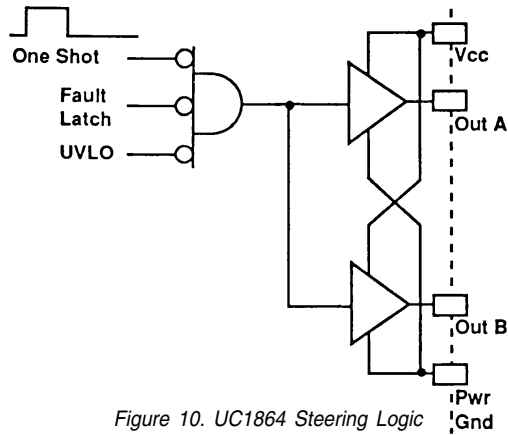 One Shot
Fault
Latch
UVLO
Vcc
Out A
Out B
Pwr
Gnd
Figure 10. UC1864 Steering Logic